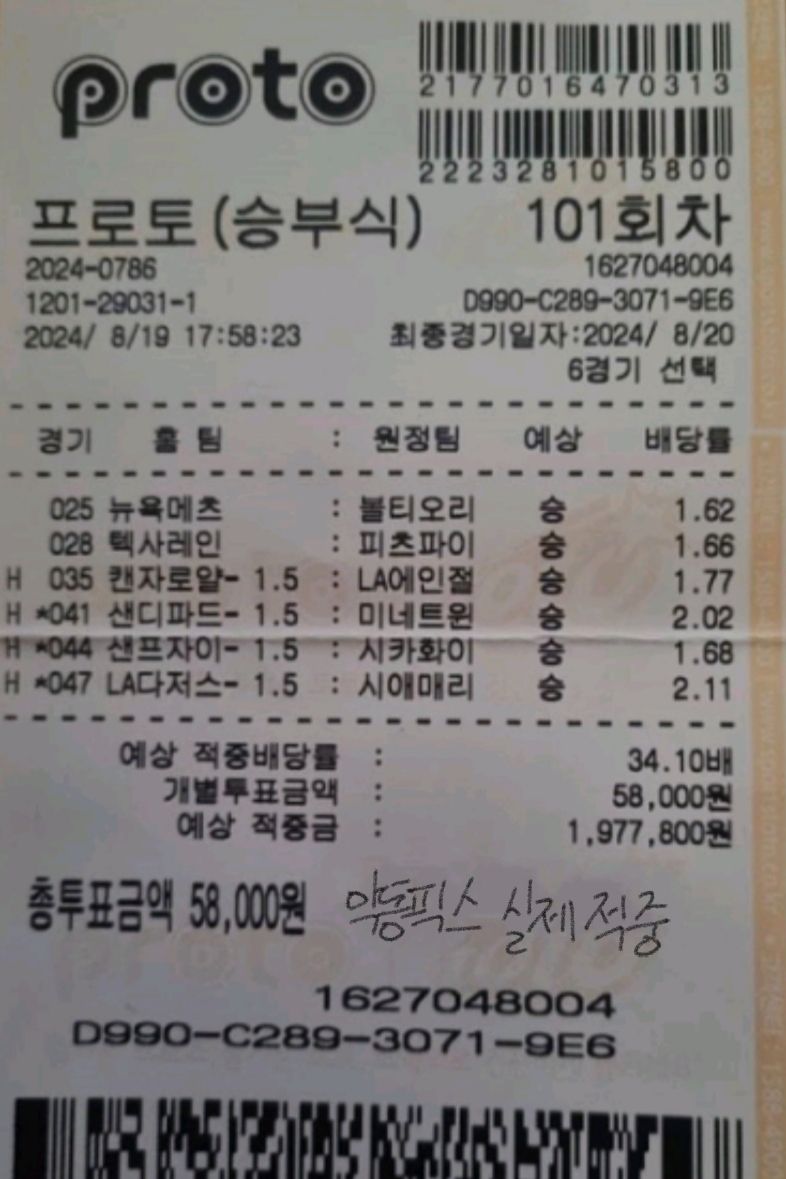 proto
2177016470313
2223281015800
프로토 (승부식) 101회차
2024-0786 1627048004
1201-29031-1 D990-C289-3071-9E6
2024/ 8/19 17:58:23 최종경기일자:2024/ 8/20
6경기 선택
경기 홈 팀 : 원정팀 예상 배당률
025 뉴욕메츠 : 볼티오리 승 1.62
028 텍사레인 : 피츠파이 승 1.66
H 035 캔자로얄- 1.5 : LA에인절 승 1.77
H *041 샌디파드- 1.5 : 미네트윈 승 2.02
H *044 샌프자이- 1.5 : 시카화이 승 1.68
H *047 LA다저스- 1.5 : 시애매리 승 2.11
예상 적중배당률 : 34.10배
개별투표금액 : 58,000원
예상 적중금 : 1,977,800원
총투표금액 58,000원 야동픽스 실제적중
1627048004
D990-C289-3071-9E6